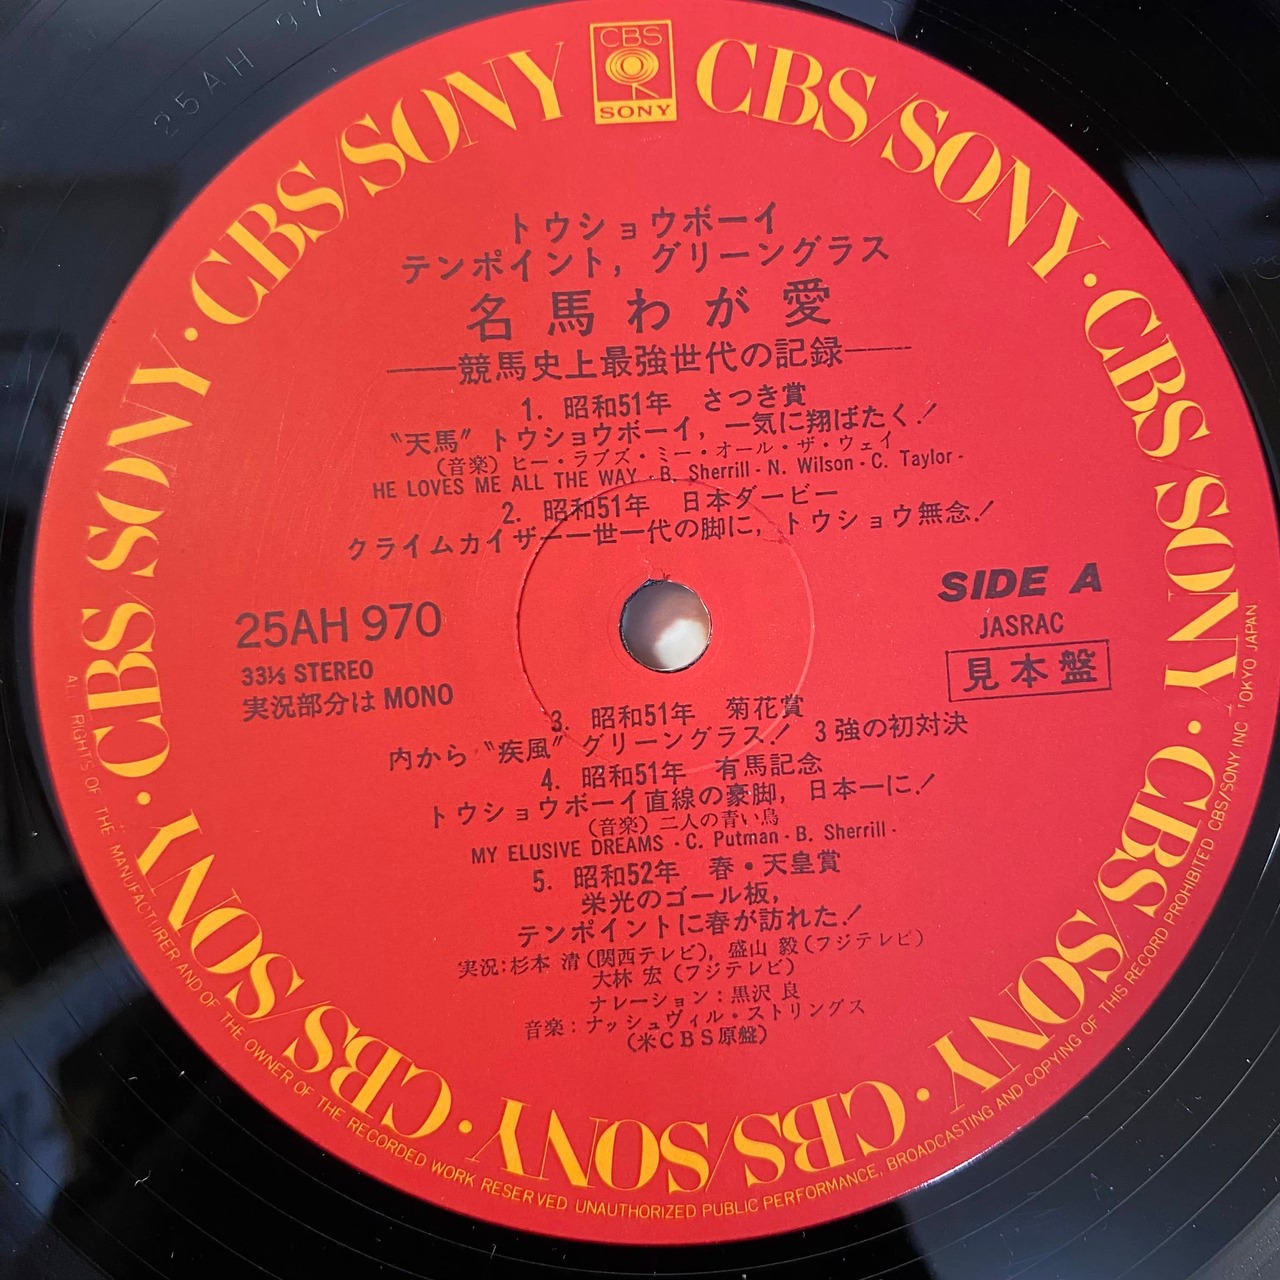 CBS
SONY
CBS/SONY · CBS/SONY · CBS/SONY · CBS/SONY · CBS/SONY · CBS/SONY · CBS/SONY · CBS/SONY · CBS/SONY
25AH 97
トウショウボーイ
テンポイント, グリーングラス
名馬わが愛
——競馬史上最強世代の記録——
1. 昭和51年 さつき賞
〝天馬〟トウショウボーイ, 一気に翔ばたく!
(音楽) ヒー・ラブズ・ミー・オール・ザ・ウェイ
HE LOVES ME ALL THE WAY ·B. Sherrill·N. Wilson·C. Taylor·
2. 昭和51年 日本ダービー
クライムカイザー一世一代の脚に, トウショウ無念!
25AH 970
33⅓ STEREO
実況部分は MONO
SIDE A
JASRAC
見本盤
3. 昭和51年 菊花賞
内から〝疾風〟グリーングラス! 3強の初対決
4. 昭和51年 有馬記念
トウショウボーイ直線の豪脚, 日本一に!
(音楽) 二人の青い鳥
MY ELUSIVE DREAMS ·C. Putman·B. Sherrill·
5. 昭和52年 春・天皇賞
栄光のゴール板,
テンポイントに春が訪れた!
実況:杉本 清(関西テレビ), 盛山 毅(フジテレビ)
大林 宏(フジテレビ)
ナレーション:黒沢 良
音楽:ナッシュヴィル・ストリングス
(米CBS原盤)
ALL RIGHTS OF THE MANUFACTURER AND OF THE OWNER OF THE RECORDED WORK RESERVED UNAUTHORIZED PUBLIC PERFORMANCE, BROADCASTING AND COPYING OF THIS RECORD PROHIBITED CBS/SONY INC TOKYO JAPAN